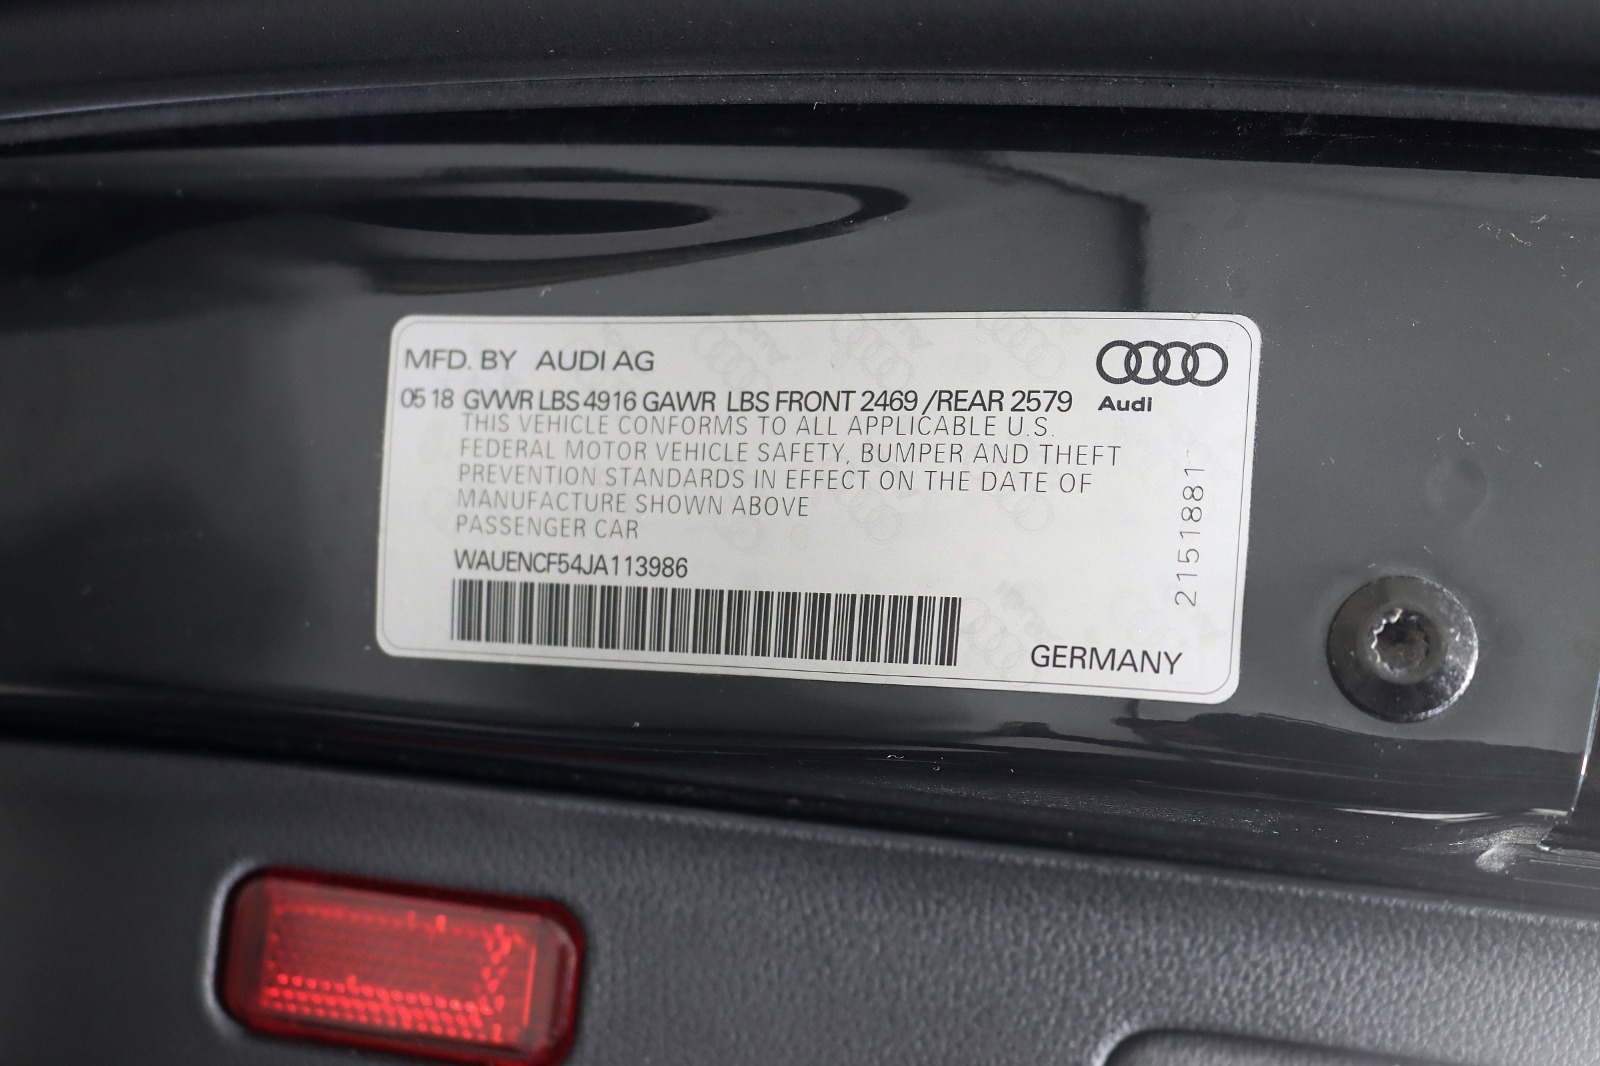 MFD. BY AUDI AG
05 18 GVWR LBS 4916 GAWR LBS FRONT 2469 /REAR 2579
Audi
THIS VEHICLE CONFORMS TO ALL APPLICABLE U.S.
FEDERAL MOTOR VEHICLE SAFETY, BUMPER AND THEFT
PREVENTION STANDARDS IN EFFECT ON THE DATE OF
MANUFACTURE SHOWN ABOVE
PASSENGER CAR
WAUENCF54JA113986
GERMANY
21518817